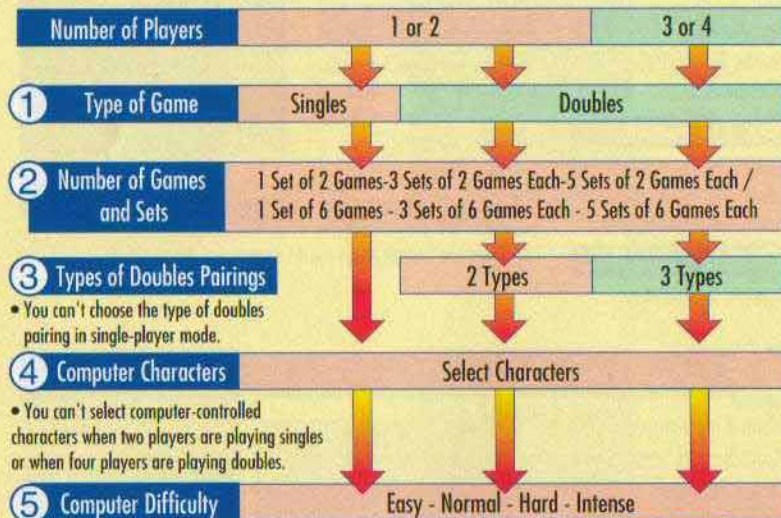 Number of Players
1 or 2
3 or 4
1 Type of Game
Singles
Doubles
2 Number of Games
and Sets
1 Set of 2 Games-3 Sets of 2 Games Each-5 Sets of 2 Games Each /
1 Set of 6 Games - 3 Sets of 6 Games Each - 5 Sets of 6 Games Each
3 Types of Doubles Pairings
2 Types
3 Types
• You can't choose the type of doubles
pairing in single-player mode.
4 Computer Characters
Select Characters
• You can't select computer-controlled
characters when two players are playing singles
or when four players are playing doubles.
5 Computer Difficulty
Easy - Normal - Hard - Intense